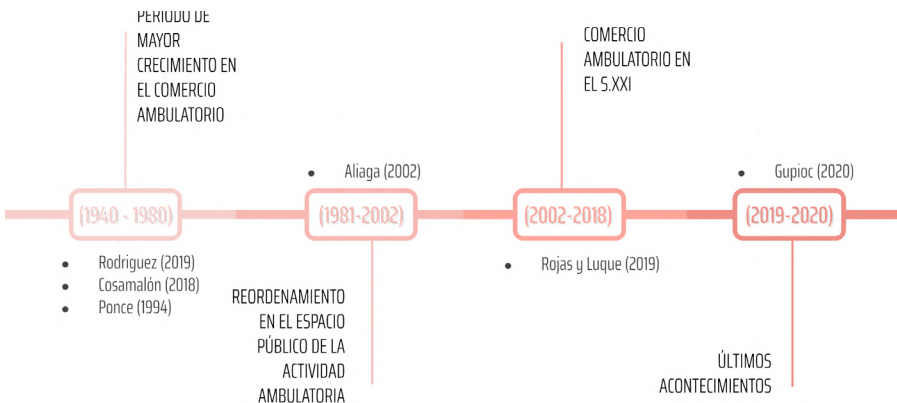 PERIODO DE
MAYOR
CRECIMIENTO EN
EL COMERCIO
AMBULATORIO
(1940 - 1980)
• Rodriguez (2019)
• Cosamalón (2018)
• Ponce (1994)
• Aliaga (2002)
(1981-2002)
REORDENAMIENTO
EN EL ESPACIO
PÚBLICO DE LA
ACTIVIDAD
AMBULATORIA
COMERCIO
AMBULATORIO EN
EL S.XXI
(2002-2018)
• Rojas y Luque (2019)
• Gupioc (2020)
(2019-2020)
ÚLTIMOS
ACONTECIMIENTOS